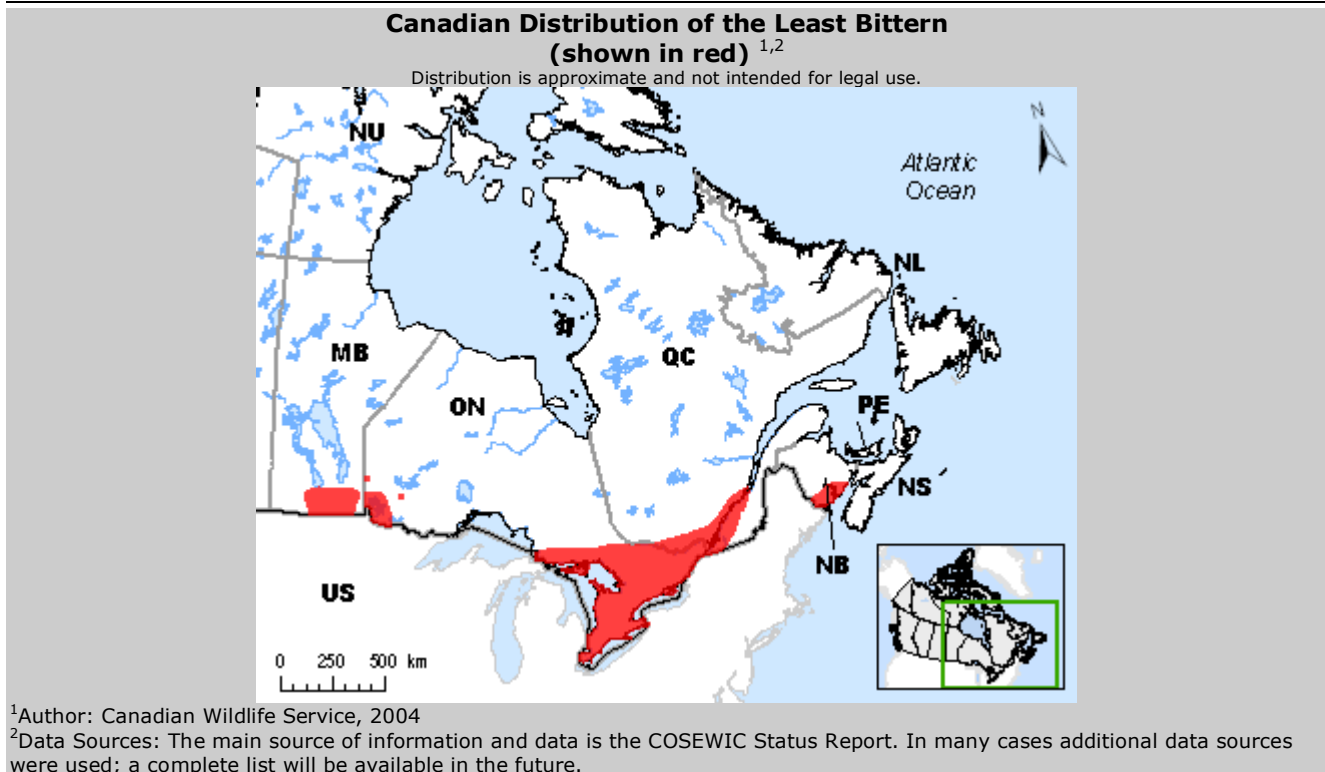 Canadian Distribution of the Least Bittern
(shown in red) 1,2
Distribution is approximate and not intended for legal use.
N
NU
Atlantic
Ocean
NL
MB
QC
ON
PE
NS
NB
US
0 250 500 km
1Author: Canadian Wildlife Service, 2004
2Data Sources: The main source of information and data is the COSEWIC Status Report. In many cases additional data sources
were used; a complete list will be available in the future.